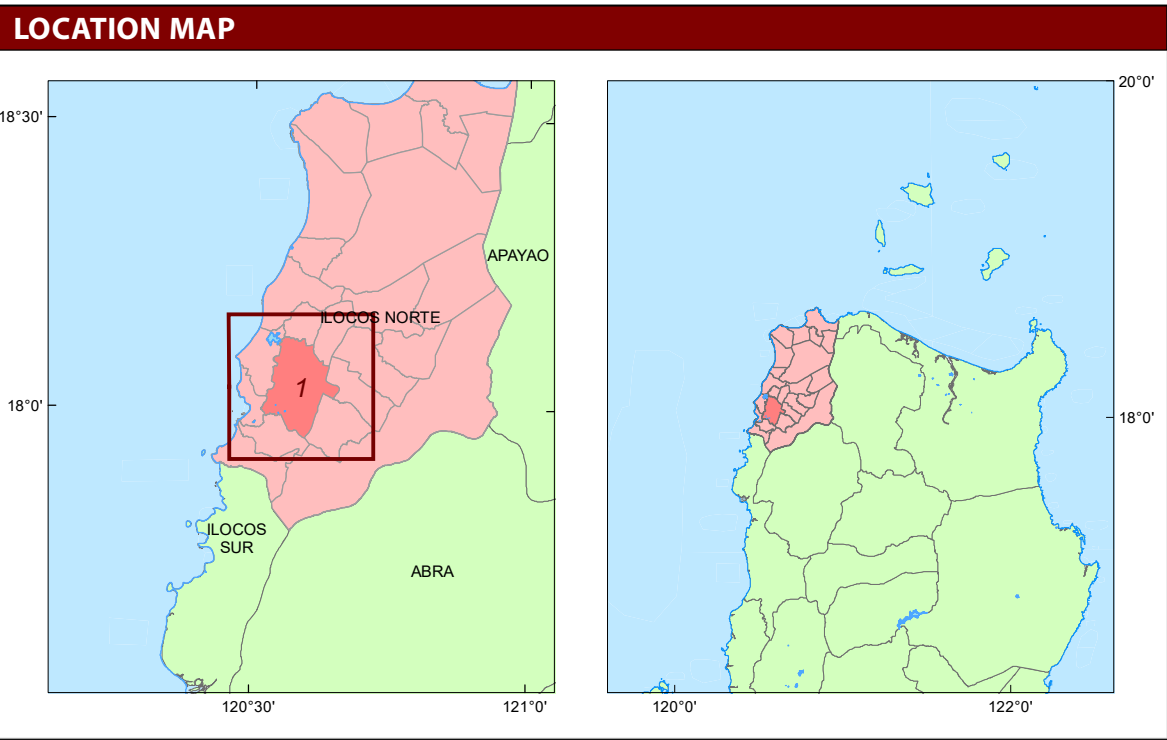 LOCATION MAP
18°30'
20°0'
APAYAO
ILOCOS NORTE
1
18°0'
18°0'
ILOCOS
SUR
ABRA
120°30'
121°0'
120°0'
122°0'